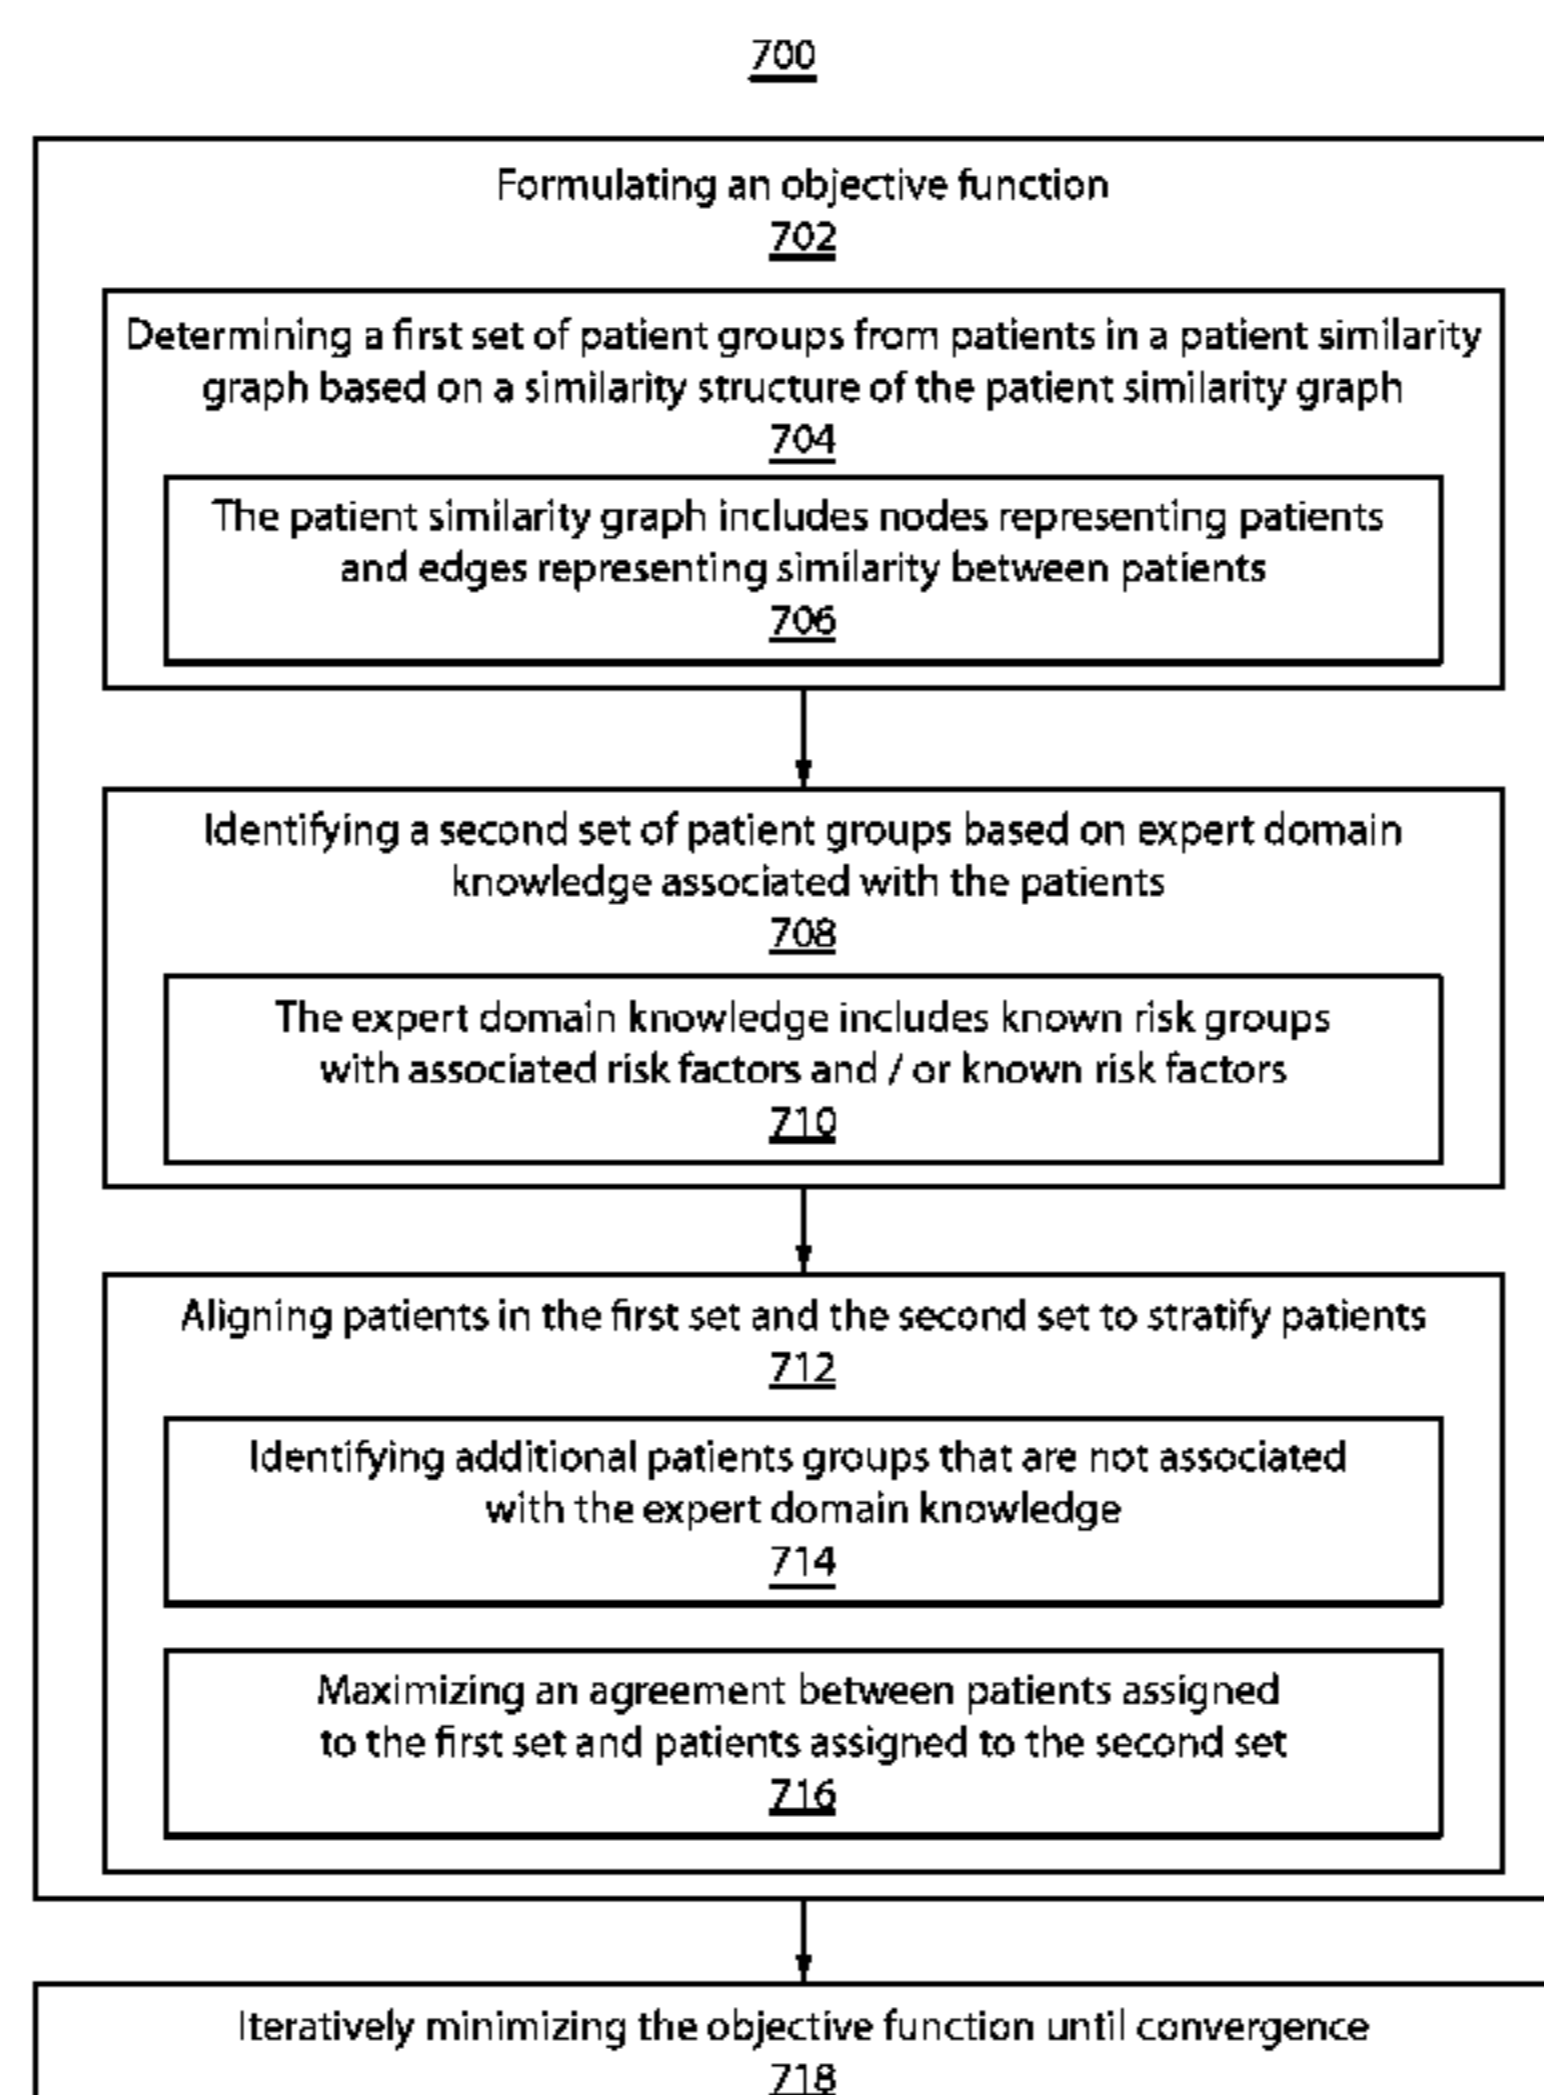 700
Formulating an objective function
702
Determining a first set of patient groups from patients in a patient similarity
graph based on a similarity structure of the patient similarity graph
704
The patient similarity graph includes nodes representing patients
and edges representing similarity between patients
706
Identifying a second set of patient groups based on expert domain
knowledge associated with the patients
708
The expert domain knowledge includes known risk groups
with associated risk factors and / or known risk factors
710
Aligning patients in the first set and the second set to stratify patients
712
Identifying additional patients groups that are not associated
with the expert domain knowledge
714
Maximizing an agreement between patients assigned
to the first set and patients assigned to the second set
716
Iteratively minimizing the objective function until convergence
718